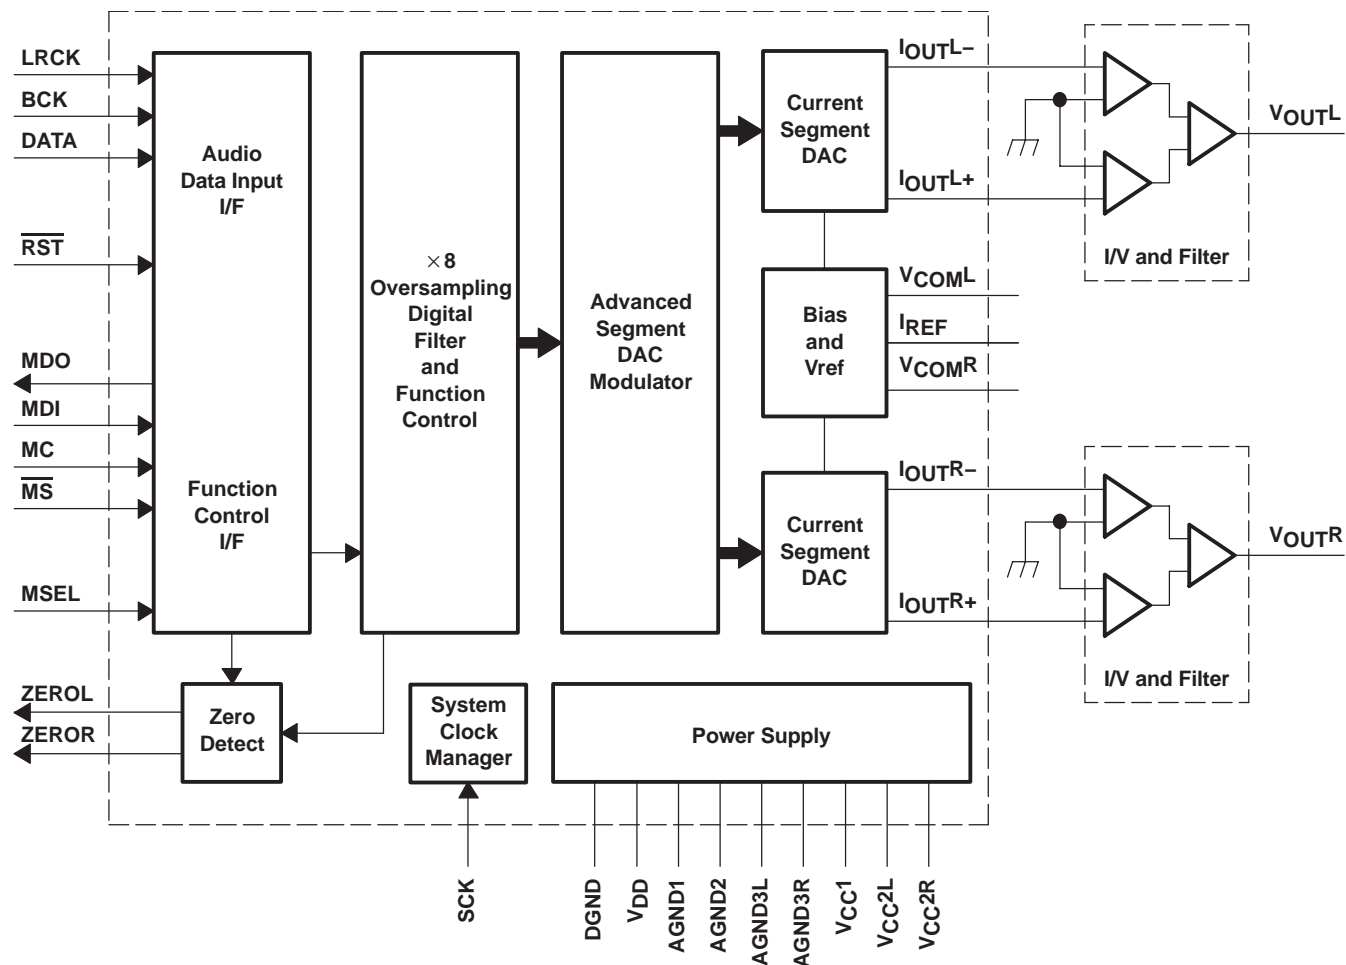 LRCK
BCK
DATA
RST
MDO
MDI
MC
MS
MSEL
ZEROL
ZEROR
Audio
Data Input
I/F
Function
Control
I/F
×8
Oversampling
Digital
Filter
and
Function
Control
Advanced
Segment
DAC
Modulator
Current
Segment
DAC
Bias
and
Vref
Current
Segment
DAC
IOUTL–
IOUTL+
VCOML
IREF
VCOMR
IOUTR–
IOUTR+
VOUTL
I/V and Filter
VOUTR
I/V and Filter
Zero
Detect
System
Clock
Manager
Power Supply
SCK
DGND
VDD
AGND1
AGND2
AGND3L
AGND3R
VCC1
VCC2L
VCC2R